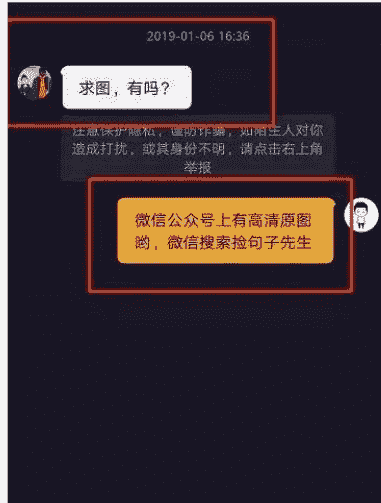 2019-01-06 16:36
求图，有吗？
注意保护隐私，谨防诈骗，如陌生人对你
造成打扰，或其身份不明，请点击右上角
举报
微信公众号上有高清原图
哟，微信搜索捡句子先生